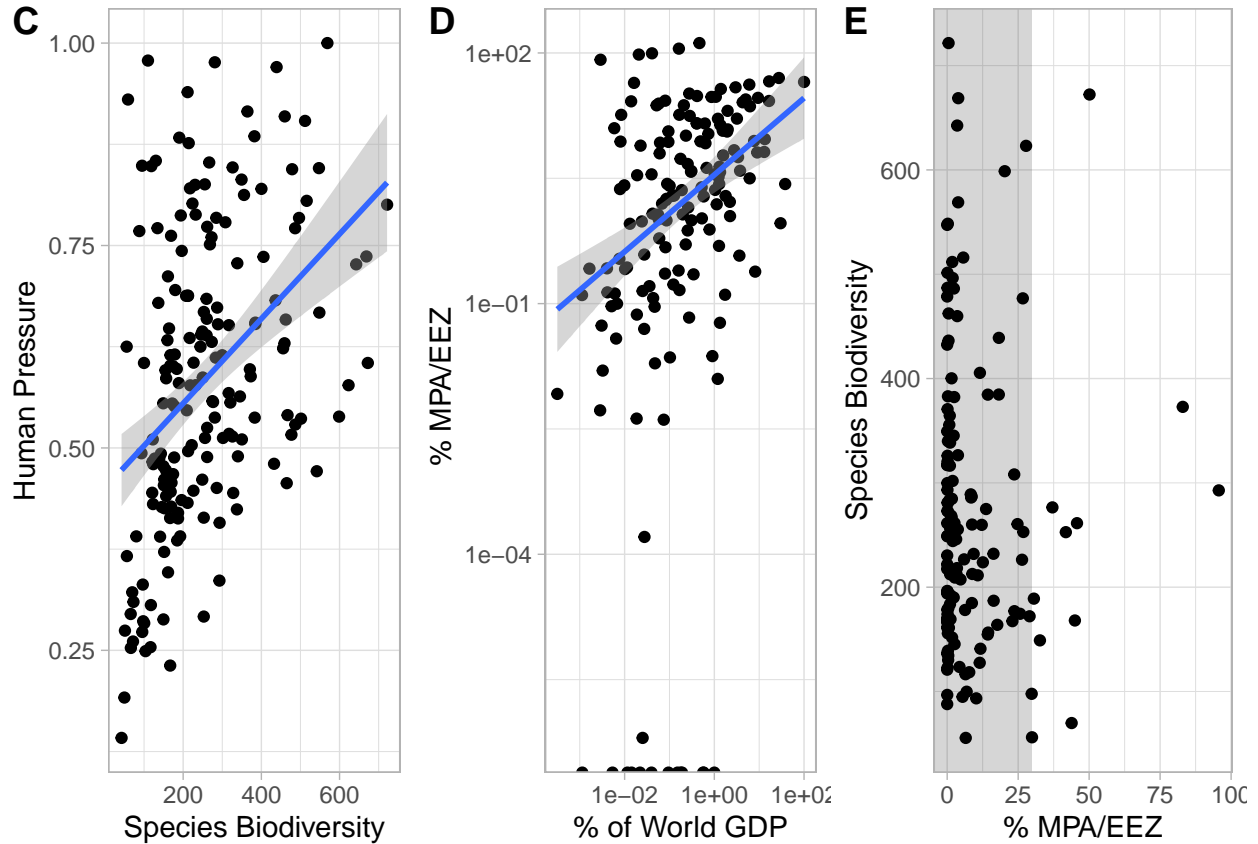 C
1.00
0.75
0.50
0.25
Human Pressure
200 400 600
Species Biodiversity
D
1e+02
1e-01
1e-04
% MPA/EEZ
1e-02 1e+00 1e+02
% of World GDP
E
600
400
200
Species Biodiversity
0 25 50 75 100
% MPA/EEZ